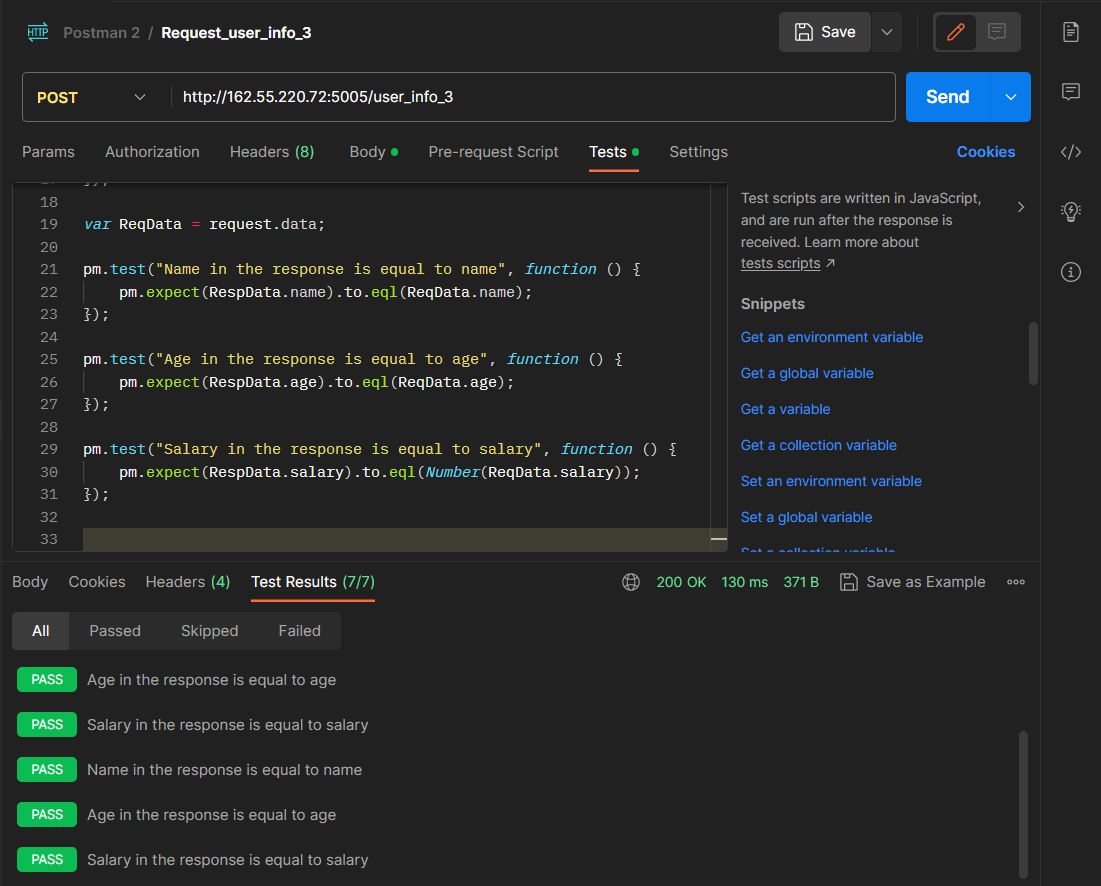 HTTP Postman 2 / Request_user_info_3 Save
POST http://162.55.220.72:5005/user_info_3 Send
Params Authorization Headers (8) Body Pre-request Script Tests Settings Cookies
18
19 var ReqData = request.data;
20
21 pm.test("Name in the response is equal to name", function () {
22 pm.expect(RespData.name).to.eql(ReqData.name);
23 });
24
25 pm.test("Age in the response is equal to age", function () {
26 pm.expect(RespData.age).to.eql(ReqData.age);
27 });
28
29 pm.test("Salary in the response is equal to salary", function () {
30 pm.expect(RespData.salary).to.eql(Number(ReqData.salary));
31 });
32
33
Test scripts are written in JavaScript,
and are run after the response is
received. Learn more about
tests scripts ↗
Snippets
Get an environment variable
Get a global variable
Get a variable
Get a collection variable
Set an environment variable
Set a global variable
Set a collection variable
Body Cookies Headers (4) Test Results (7/7) 200 OK 130 ms 371 B Save as Example
All Passed Skipped Failed
PASS Age in the response is equal to age
PASS Salary in the response is equal to salary
PASS Name in the response is equal to name
PASS Age in the response is equal to age
PASS Salary in the response is equal to salary